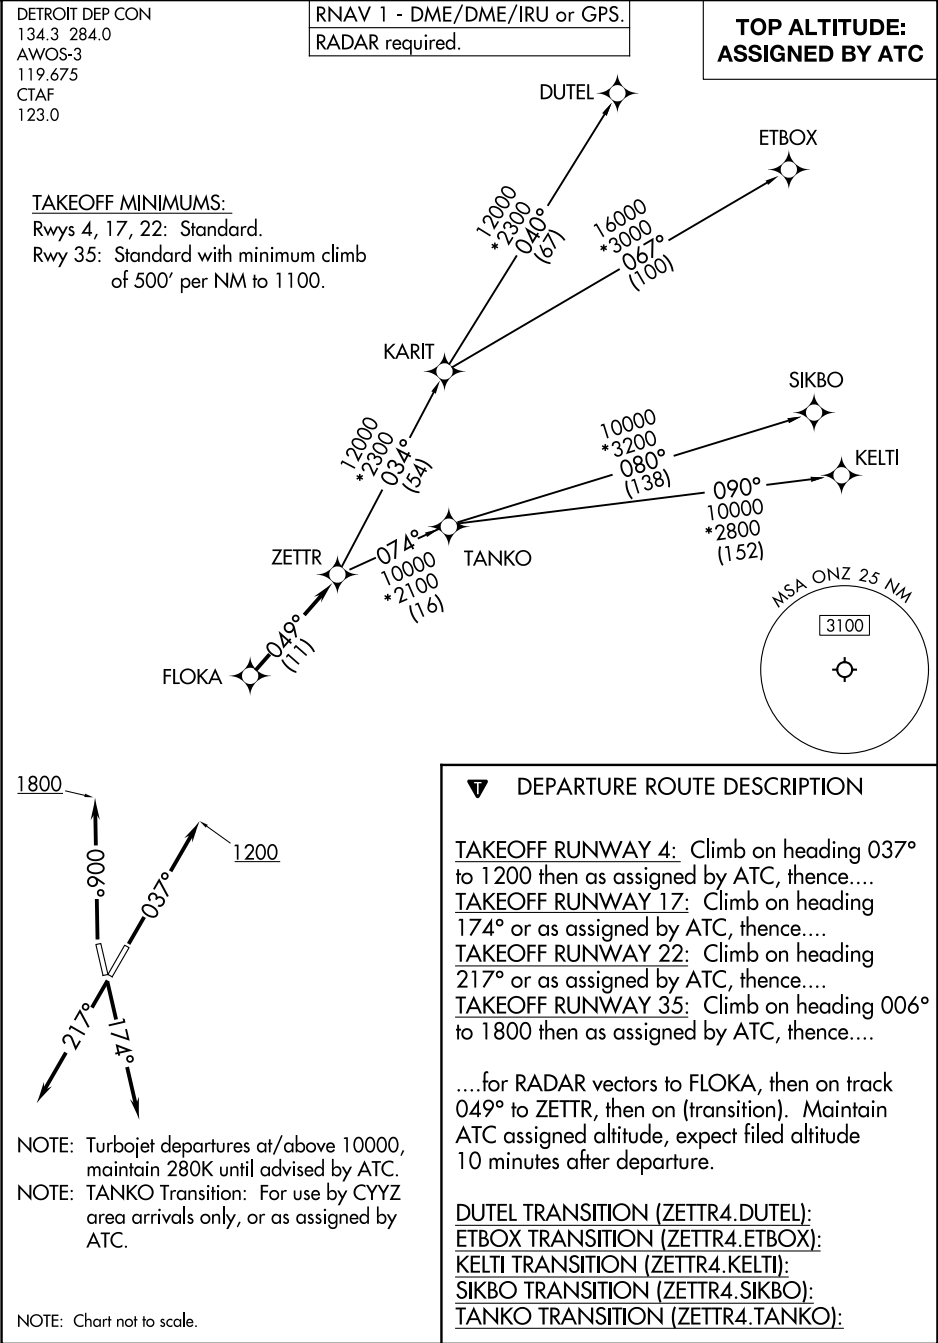 DETROIT DEP CON
134.3 284.0
AWOS-3
119.675
CTAF
123.0
RNAV 1 - DME/DME/IRU or GPS.
RADAR required.
TOP ALTITUDE:
ASSIGNED BY ATC
TAKEOFF MINIMUMS:
Rwys 4, 17, 22: Standard.
Rwy 35: Standard with minimum climb
of 500' per NM to 1100.
DUTEL
ETBOX
12000
*2300
040°
(67)
16000
*3000
067°
(100)
KARIT
SIKBO
12000
*2300
034°
(54)
10000
*3200
080°
(138)
KELTI
090°
10000
*2800
(152)
ZETTR
074°
10000
*2100
(16)
TANKO
049°
(11)
FLOKA
MSA ONZ 25 NM
3100
1800
1200
006°
037°
217°
174°
NOTE: Turbojet departures at/above 10000,
maintain 280K until advised by ATC.
NOTE: TANKO Transition: For use by CYYZ
area arrivals only, or as assigned by
ATC.
NOTE: Chart not to scale.
T DEPARTURE ROUTE DESCRIPTION
TAKEOFF RUNWAY 4: Climb on heading 037°
to 1200 then as assigned by ATC, thence....
TAKEOFF RUNWAY 17: Climb on heading
174° or as assigned by ATC, thence....
TAKEOFF RUNWAY 22: Climb on heading
217° or as assigned by ATC, thence....
TAKEOFF RUNWAY 35: Climb on heading 006°
to 1800 then as assigned by ATC, thence....
....for RADAR vectors to FLOKA, then on track
049° to ZETTR, then on (transition). Maintain
ATC assigned altitude, expect filed altitude
10 minutes after departure.
DUTEL TRANSITION (ZETTR4.DUTEL):
ETBOX TRANSITION (ZETTR4.ETBOX):
KELTI TRANSITION (ZETTR4.KELTI):
SIKBO TRANSITION (ZETTR4.SIKBO):
TANKO TRANSITION (ZETTR4.TANKO):